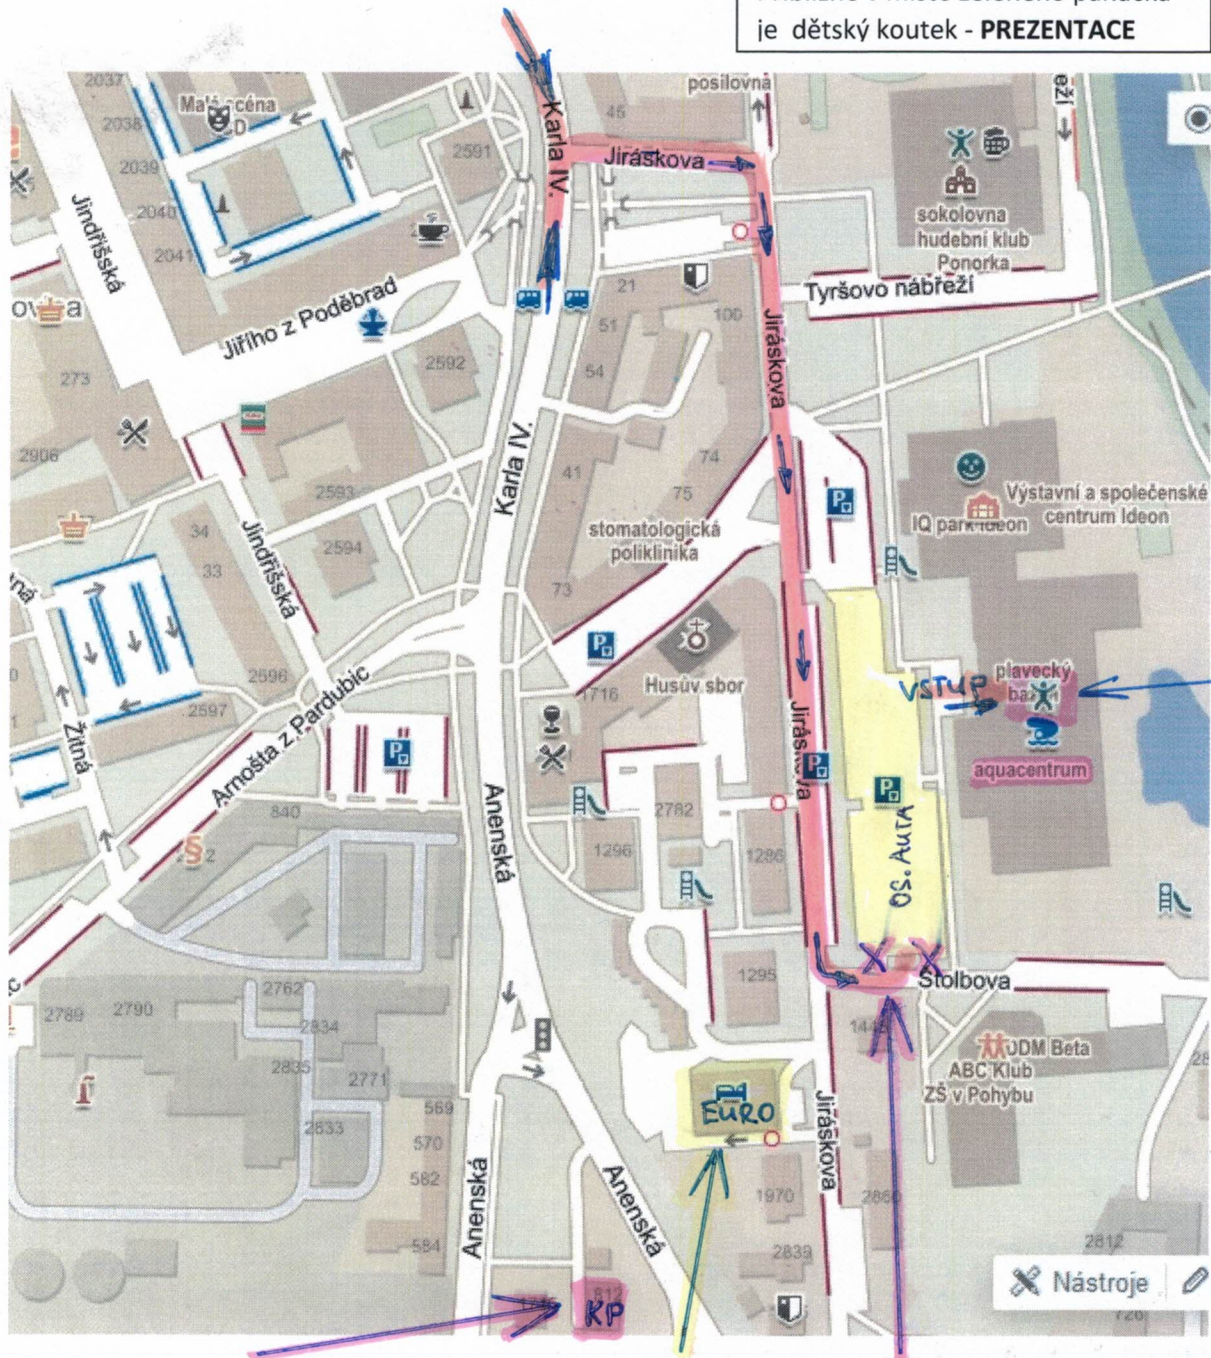 je dětský koutek - PREZENTACE
posilovna
2037
Malá scéna
2038
2591
Karla IV.
45
Jiráskova
2039
Jindřišská
2040
2041
sokolovna
hudební klub
Ponorka
Jiřího z Poděbrad
21
Tyršovo nábřeží
51
100
Jiráskova
273
2592
54
2906
Karla IV.
41
74
2593
75
34
stomatologická
poliklinika
IQ park Ideon
Výstavní a společenské
centrum Ideon
33
Jindřišská
2594
73
2596
Arnošta z Pardubic
1716
Husův sbor
VSTUP
plavecký
2597
Žitná
Jiráskova
aquacentrum
Anenská
2782
840
OS. AUTA
1296
1286
1295
Štolbova
2762
2789
2790
2834
2835
2771
DDM Beta
ABC Klub
ZŠ v Pohybu
569
EURO
Jiráskova
2833
570
582
Anenská
Anenská
1970
2860
584
2839
2812
Nástroje
812
KP
726